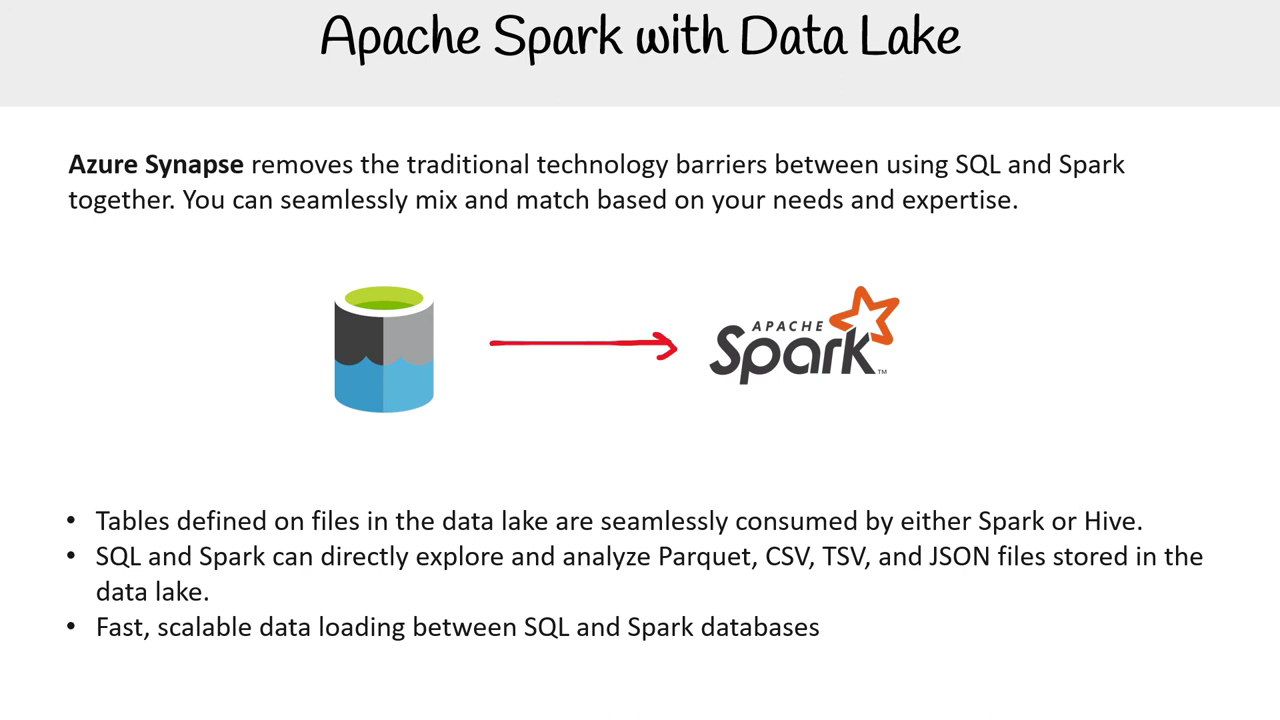 Apache Spark with Data Lake
Azure Synapse removes the traditional technology barriers between using SQL and Spark
together. You can seamlessly mix and match based on your needs and expertise.
APACHE
Spark™
• Tables defined on files in the data lake are seamlessly consumed by either Spark or Hive.
• SQL and Spark can directly explore and analyze Parquet, CSV, TSV, and JSON files stored in the
data lake.
• Fast, scalable data loading between SQL and Spark databases